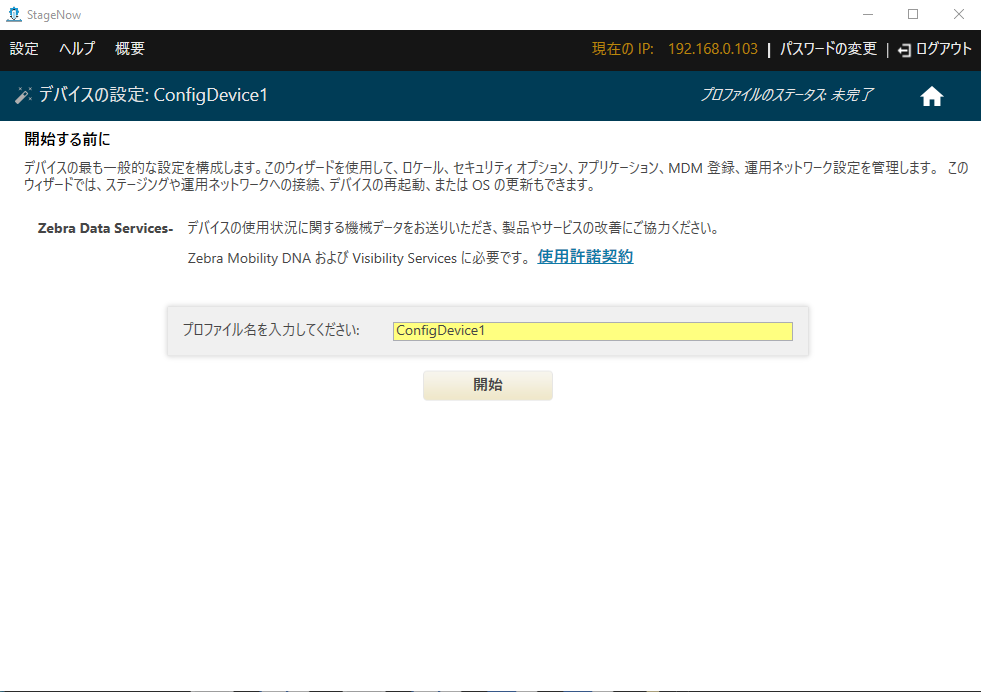 StageNow
設定 ヘルプ 概要 現在の IP: 192.168.0.103 | パスワードの変更 | ログアウト
デバイスの設定: ConfigDevice1 プロファイルのステータス: 未完了
開始する前に
デバイスの最も一般的な設定を構成します。このウィザードを使用して、ロケール、セキュリティ オプション、アプリケーション、MDM 登録、運用ネットワーク設定を管理します。 この
ウィザードでは、ステージングや運用ネットワークへの接続、デバイスの再起動、または OS の更新もできます。
Zebra Data Services- デバイスの使用状況に関する機械データをお送りいただき、製品やサービスの改善にご協力ください。
Zebra Mobility DNA および Visibility Services に必要です。 使用許諾契約
プロファイル名を入力してください: ConfigDevice1
開始